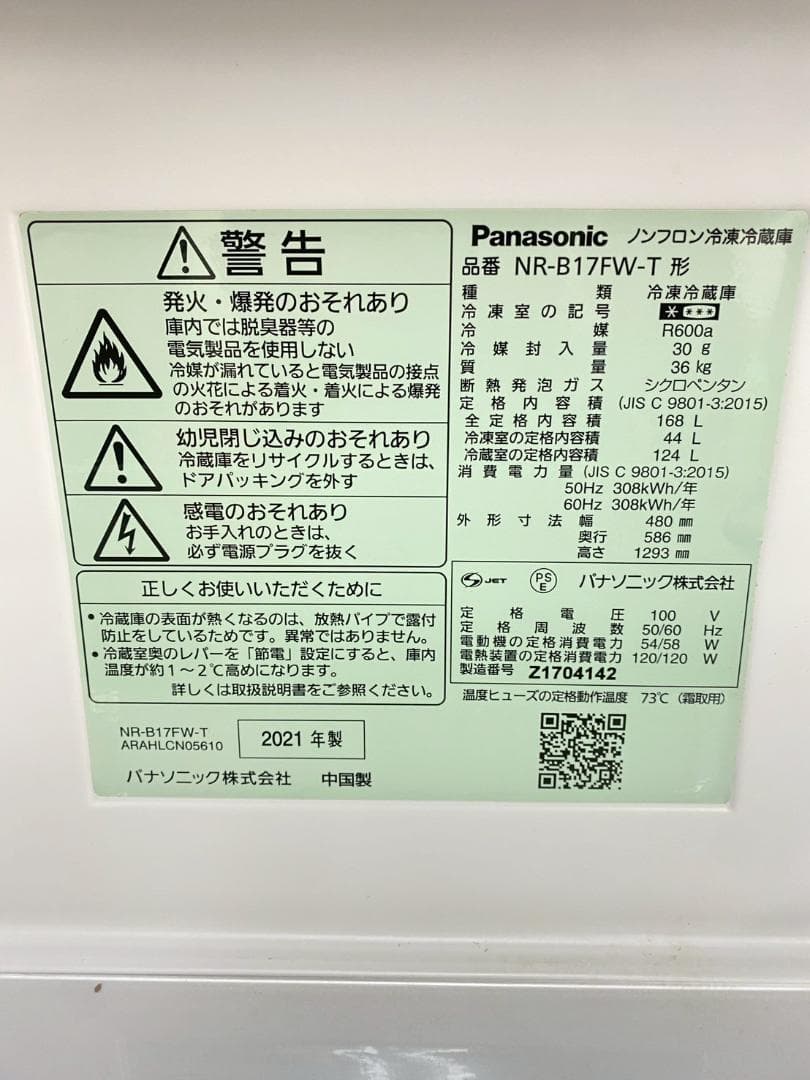 警告
発火・爆発のおそれあり
庫内では脱臭器等の
電気製品を使用しない
冷媒が漏れていると電気製品の接点
の火花による着火・着火による爆発
のおそれがあります
幼児閉じ込みのおそれあり
冷蔵庫をリサイクルするときは、
ドアパッキングを外す
感電のおそれあり
お手入れのときは、
必ず電源プラグを抜く
正しくお使いいただくために
・冷蔵庫の表面が熱くなるのは、放熱パイプで露付
防止をしているためです。異常ではありません。
・冷蔵室奥のレバーを「節電」設定にすると、庫内
温度が約1～2℃高めになります。
詳しくは取扱説明書をご参照ください。
NR-B17FW-T
ARAHLCN05610
2021 年製
パナソニック株式会社 中国製
Panasonic ノンフロン冷凍冷蔵庫
品番 NR-B17FW-T 形
種類 冷凍冷蔵庫
冷凍室の記号 * ***
冷媒 R600a
冷媒封入量 30 g
質量 36 kg
断熱発泡ガス シクロペンタン
定格内容積 (JIS C 9801-3:2015)
全定格内容積 168 L
冷凍室の定格内容積 44 L
冷蔵室の定格内容積 124 L
消費電力量 (JIS C 9801-3:2015)
50Hz 308kWh/年
60Hz 308kWh/年
外形寸法 幅 480 mm
奥行 586 mm
高さ 1293 mm
S JET PS E パナソニック株式会社
定格電圧 100 V
定格周波数 50/60 Hz
電動機の定格消費電力 54/58 W
電熱装置の定格消費電力 120/120 W
製造番号 Z1704142
温度ヒューズの定格動作温度 73℃ (霜取用)